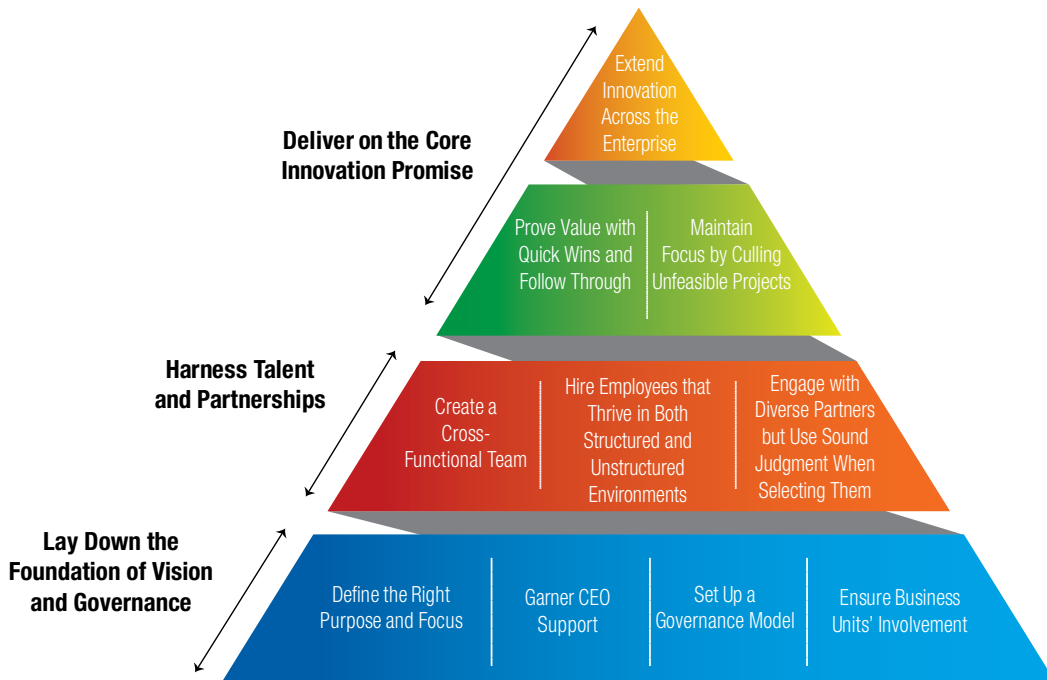 Extend
Innovation
Across the
Enterprise
Deliver on the Core
Innovation Promise
Prove Value with
Quick Wins and
Follow Through
Maintain
Focus by Culling
Unfeasible Projects
Harness Talent
and Partnerships
Create a
Cross-
Functional Team
Hire Employees that
Thrive in Both
Structured and
Unstructured
Environments
Engage with
Diverse Partners
but Use Sound
Judgment When
Selecting Them
Lay Down the
Foundation of Vision
and Governance
Define the Right
Purpose and Focus
Garner CEO
Support
Set Up a
Governance Model
Ensure Business
Units' Involvement